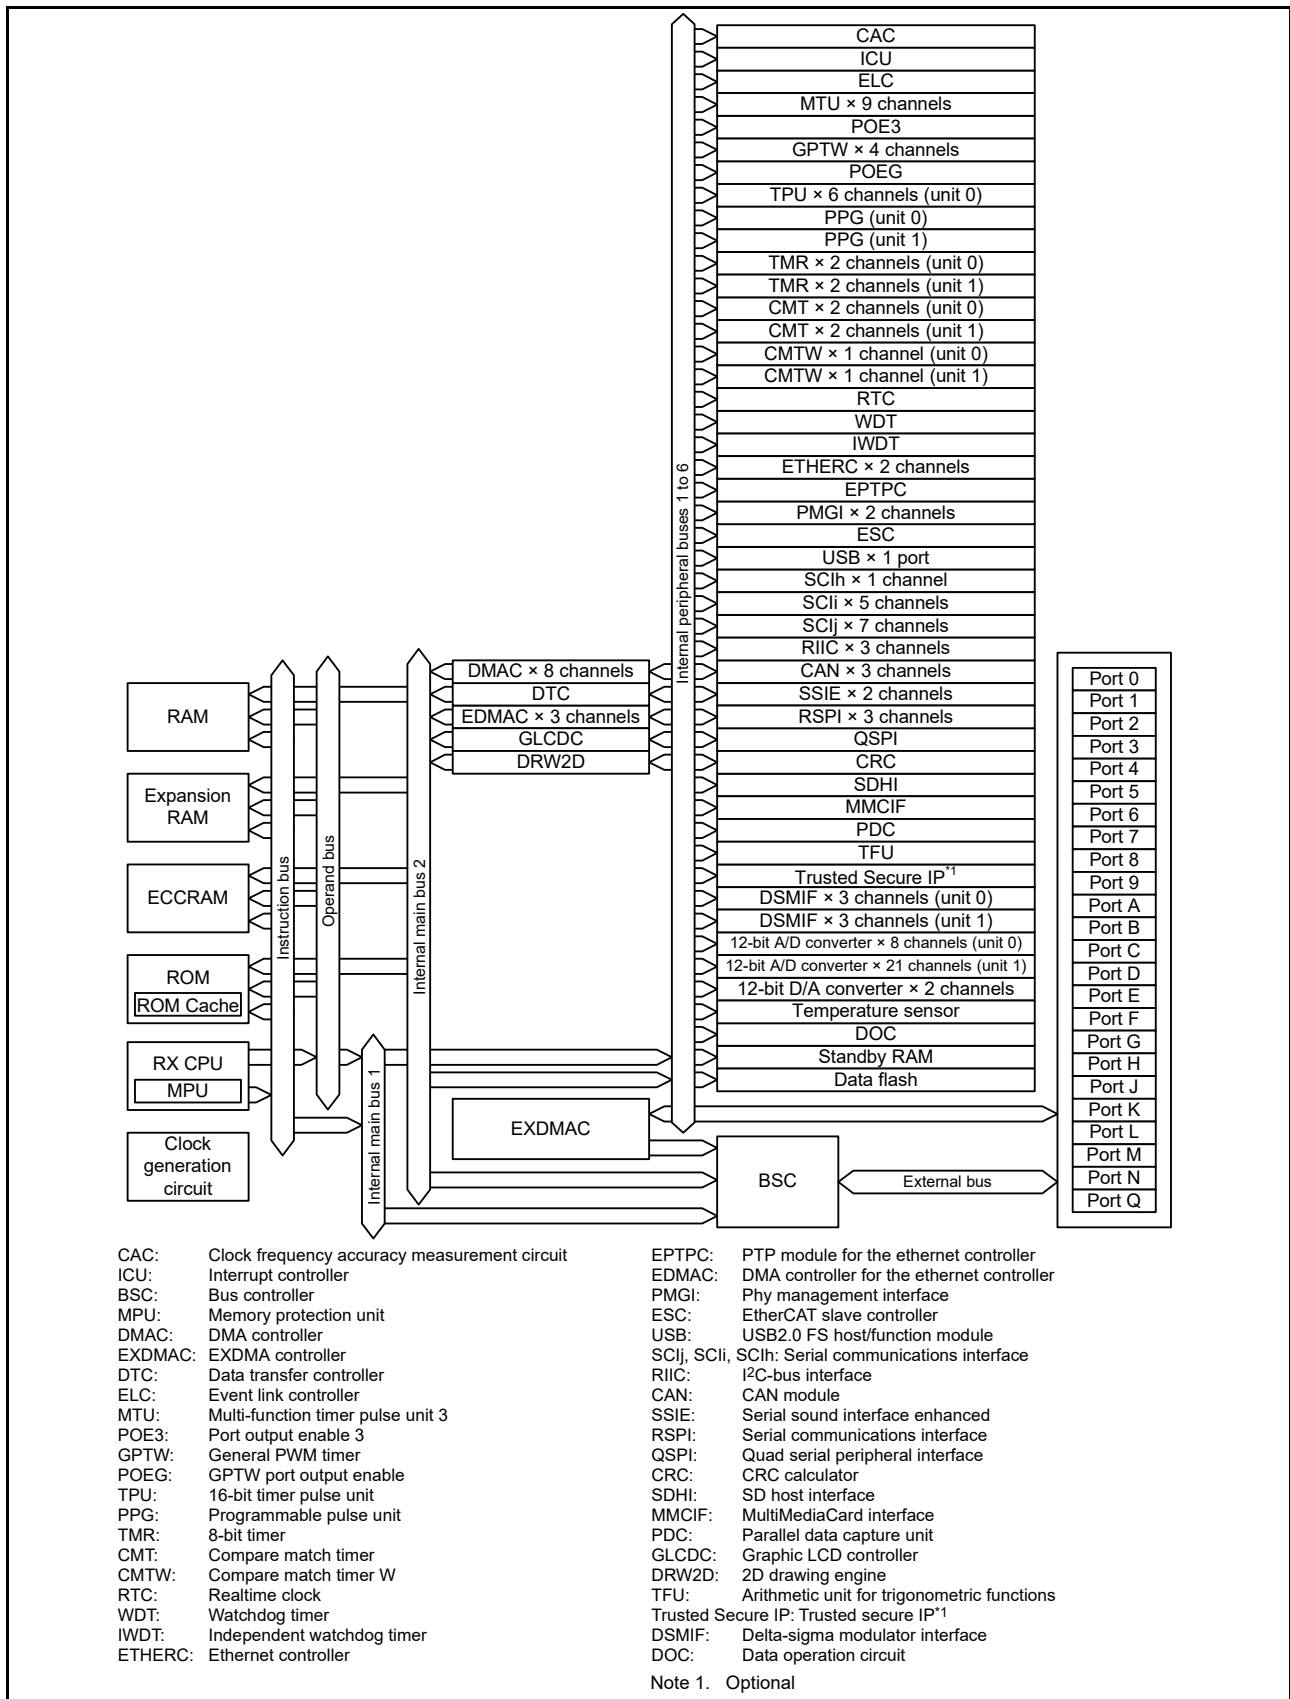 CAC
ICU
ELC
MTU × 9 channels
POE3
GPTW × 4 channels
POEG
TPU × 6 channels (unit 0)
PPG (unit 0)
PPG (unit 1)
TMR × 2 channels (unit 0)
TMR × 2 channels (unit 1)
CMT × 2 channels (unit 0)
CMT × 2 channels (unit 1)
CMTW × 1 channel (unit 0)
CMTW × 1 channel (unit 1)
RTC
WDT
IWDT
ETHERC × 2 channels
EPTPC
PMGI × 2 channels
ESC
USB × 1 port
SCIh × 1 channel
SCIi × 5 channels
SCIj × 7 channels
RIIC × 3 channels
CAN × 3 channels
SSIE × 2 channels
RSPI × 3 channels
QSPI
CRC
SDHI
MMCIF
PDC
TFU
Trusted Secure IP*1
DSMIF × 3 channels (unit 0)
DSMIF × 3 channels (unit 1)
12-bit A/D converter × 8 channels (unit 0)
12-bit A/D converter × 21 channels (unit 1)
12-bit D/A converter × 2 channels
Temperature sensor
DOC
Standby RAM
Data flash
Internal peripheral buses 1 to 6
DMAC × 8 channels
DTC
EDMAC × 3 channels
GLCDC
DRW2D
RAM
Expansion
RAM
ECCRAM
ROM
ROM Cache
RX CPU
MPU
Clock
generation
circuit
Instruction bus
Operand bus
Internal main bus 1
Internal main bus 2
EXDMAC
BSC
External bus
Port 0
Port 1
Port 2
Port 3
Port 4
Port 5
Port 6
Port 7
Port 8
Port 9
Port A
Port B
Port C
Port D
Port E
Port F
Port G
Port H
Port J
Port K
Port L
Port M
Port N
Port Q
CAC: Clock frequency accuracy measurement circuit
ICU: Interrupt controller
BSC: Bus controller
MPU: Memory protection unit
DMAC: DMA controller
EXDMAC: EXDMA controller
DTC: Data transfer controller
ELC: Event link controller
MTU: Multi-function timer pulse unit 3
POE3: Port output enable 3
GPTW: General PWM timer
POEG: GPTW port output enable
TPU: 16-bit timer pulse unit
PPG: Programmable pulse unit
TMR: 8-bit timer
CMT: Compare match timer
CMTW: Compare match timer W
RTC: Realtime clock
WDT: Watchdog timer
IWDT: Independent watchdog timer
ETHERC: Ethernet controller
EPTPC: PTP module for the ethernet controller
EDMAC: DMA controller for the ethernet controller
PMGI: Phy management interface
ESC: EtherCAT slave controller
USB: USB2.0 FS host/function module
SCIj, SCIi, SCIh: Serial communications interface
RIIC: I2C-bus interface
CAN: CAN module
SSIE: Serial sound interface enhanced
RSPI: Serial communications interface
QSPI: Quad serial peripheral interface
CRC: CRC calculator
SDHI: SD host interface
MMCIF: MultiMediaCard interface
PDC: Parallel data capture unit
GLCDC: Graphic LCD controller
DRW2D: 2D drawing engine
TFU: Arithmetic unit for trigonometric functions
Trusted Secure IP: Trusted secure IP*1
DSMIF: Delta-sigma modulator interface
DOC: Data operation circuit
Note 1. Optional